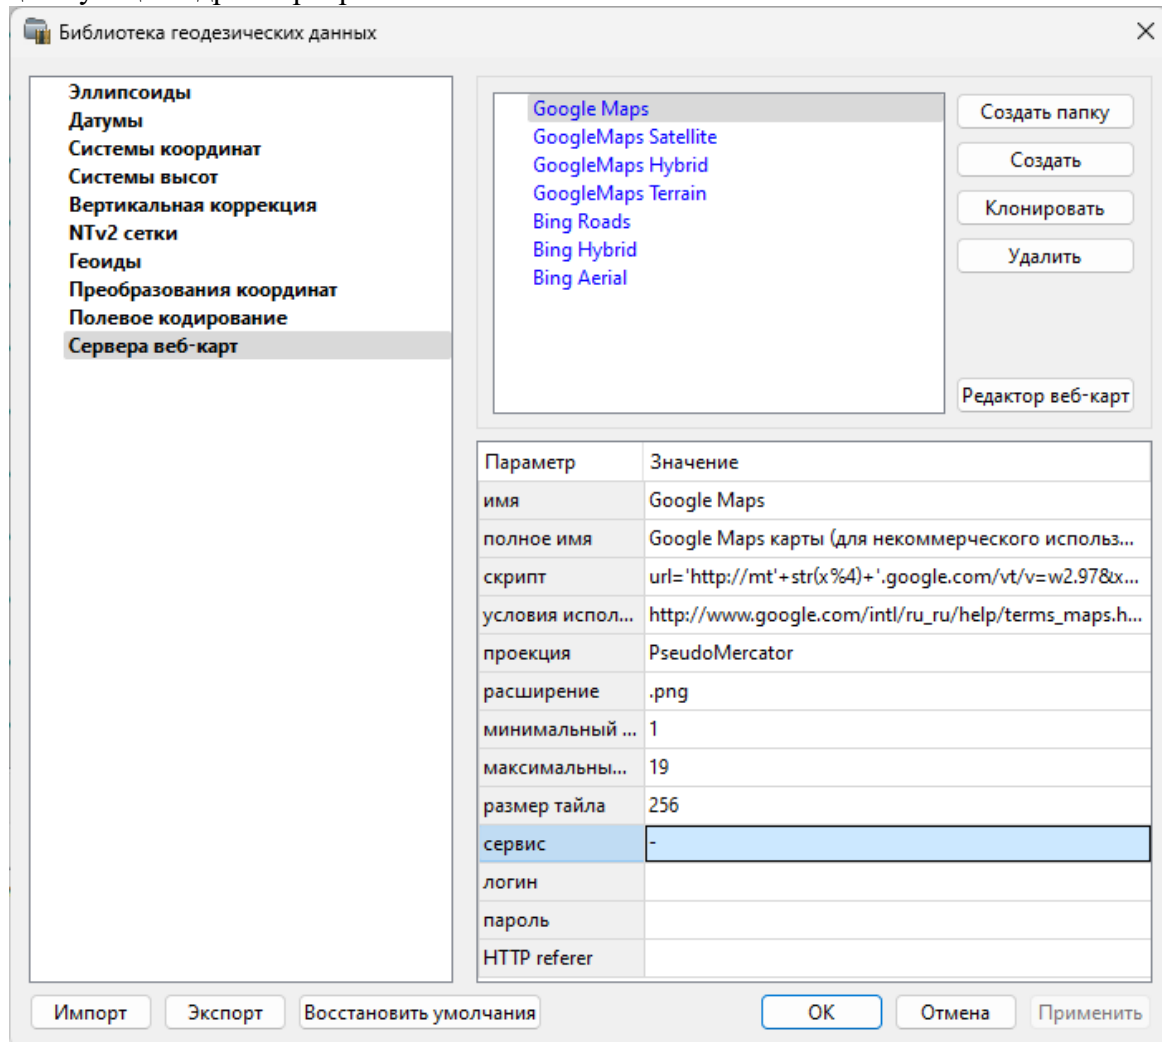 Библиотека геодезических данных
Эллипсоиды
Датумы
Системы координат
Системы высот
Вертикальная коррекция
NTv2 сетки
Геоиды
Преобразования координат
Полевое кодирование
Сервера веб-карт
Google Maps
GoogleMaps Satellite
GoogleMaps Hybrid
GoogleMaps Terrain
Bing Roads
Bing Hybrid
Bing Aerial
Создать папку
Создать
Клонировать
Удалить
Редактор веб-карт
Параметр Значение
имя Google Maps
полное имя Google Maps карты (для некоммерческого использ...
скрипт url='http://mt'+str(x%4)+'.google.com/vt/v=w2.97&x...
условия испол... http://www.google.com/intl/ru_ru/help/terms_maps.h...
проекция PseudoMercator
расширение .png
минимальный ... 1
максимальны... 19
размер тайла 256
сервис -
логин
пароль
HTTP referer
Импорт Экспорт Восстановить умолчания OK Отмена Применить